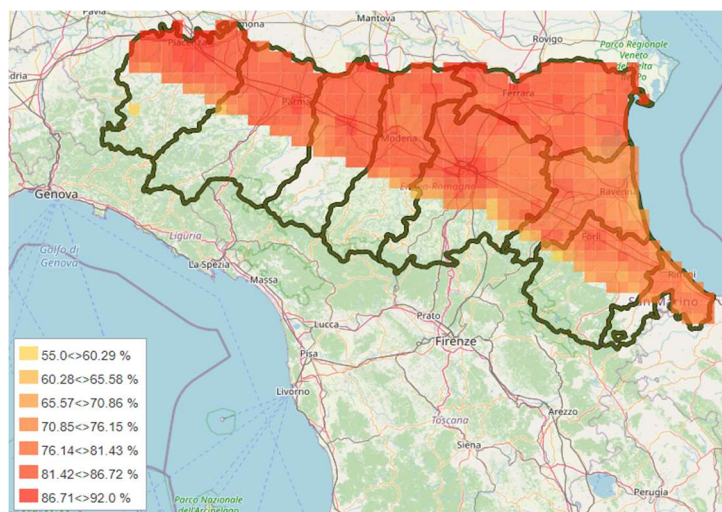 Pavia
Mantova
Rovigo
Parco Regionale
Veneto
Piacenza
Parma
Ferrara
Modena
Emilia-Romagna
Ravenna
Genova
Forlì
Rimini
Liguria
San Marino
Golfo di
Genova
La-Spezia
Massa
Prato
Lucca
Firenze
Pisa
Livorno
Arezzo
Toscana
Siena
Perugia
Parco Nazionale
dell'Arcipelago
55.0<>60.29 %
60.28<>65.58 %
65.57<>70.86 %
70.85<>76.15 %
76.14<>81.43 %
81.42<>86.72 %
86.71<>92.0 %